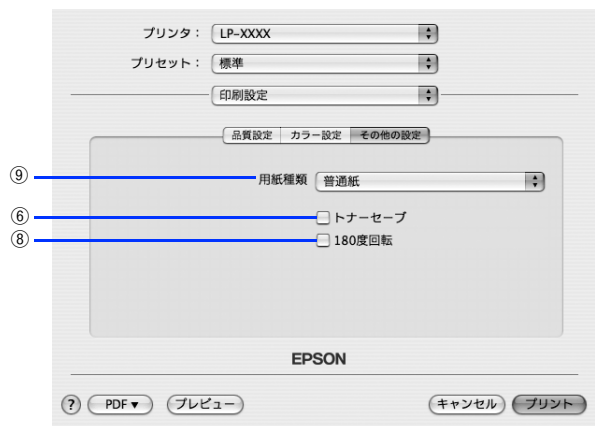 プリンタ： LP-XXXX
プリセット： 標準
印刷設定
品質設定 カラー設定 その他の設定
⑨ 用紙種類 普通紙
⑥ トナーセーブ
⑧ 180度回転
EPSON
? PDF▼ プレビュー キャンセル プリント